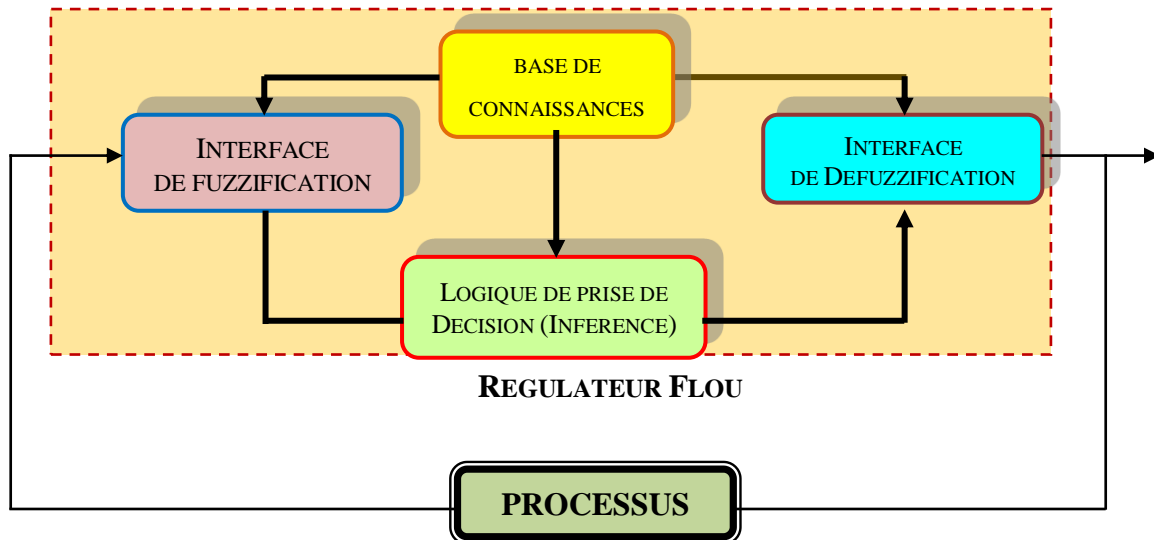 BASE DE
CONNAISSANCES
INTERFACE
DE FUZZIFICATION
INTERFACE
DE DEFUZZIFICATION
LOGIQUE DE PRISE DE
DECISION (INFERENCE)
REGULATEUR FLOU
PROCESSUS